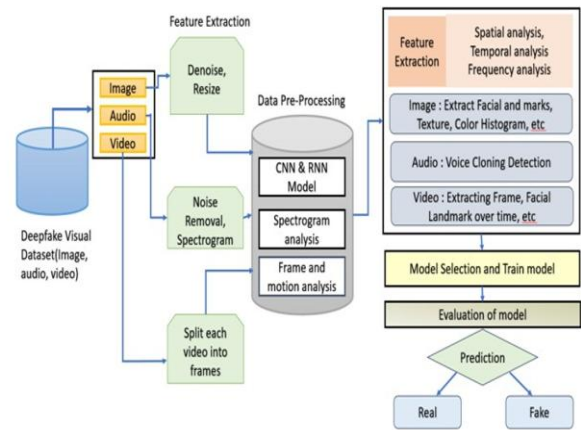 Feature Extraction
Denoise,
Resize
Image
Audio
Video
Deepfake Visual
Dataset(Image,
audio, video)
Noise
Removal,
Spectrogram
Split each
video into
frames
Data Pre-Processing
CNN & RNN
Model
Spectrogram
analysis
Frame and
motion analysis
Feature
Extraction
Spatial analysis,
Temporal analysis
Frequency analysis
Image : Extract Facial and marks,
Texture, Color Histogram, etc
Audio : Voice Cloning Detection
Video : Extracting Frame, Facial
Landmark over time, etc
Model Selection and Train model
Evaluation of model
Prediction
Real
Fake